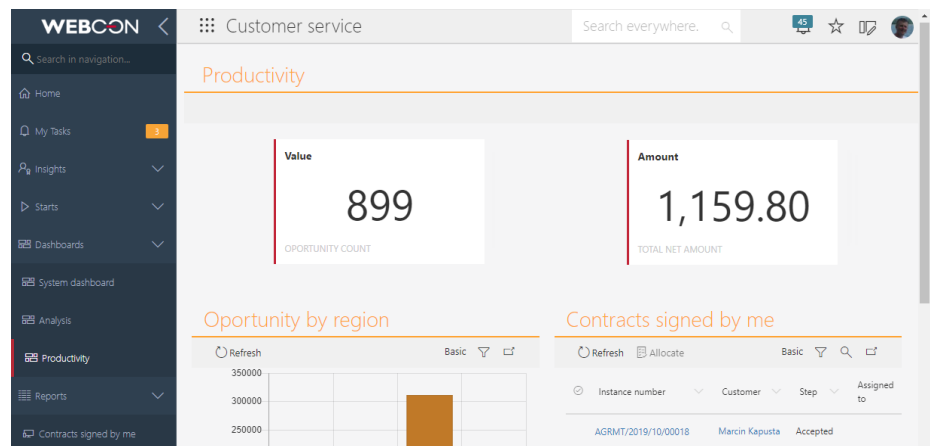 WEBCON
Customer service
Search everywhere.
45
Search in navigation...
Home
My Tasks
3
Insights
Starts
Dashboards
System dashboard
Analysis
Productivity
Reports
Contracts signed by me
Productivity
Value
899
OPORTUNITY COUNT
Amount
1,159.80
TOTAL NET AMOUNT
Oportunity by region
Refresh
Basic
350000
300000
250000
Contracts signed by me
Refresh Allocate
Basic
Instance number Customer Step Assigned
to
AGRMT/2019/10/00018 Marcin Kapusta Accepted